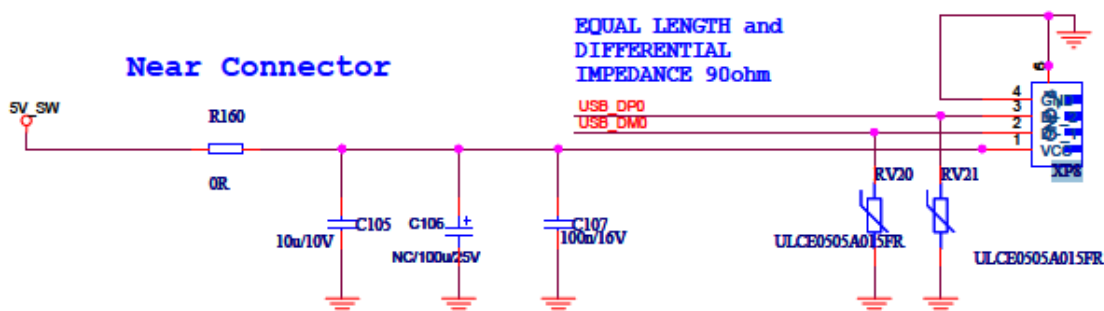 EQUAL LENGTH and
DIFFERENTIAL
IMPEDANCE 90ohm
Near Connector
5V_SW
R160
0R
USB_DP0
USB_DM0
4
3
2
1
VCC
XP8
RV20
RV21
C105
10u/10V
C106
+
NC/100u/25V
C107
100n/16V
ULCE0505A015FR
ULCE0505A015FR